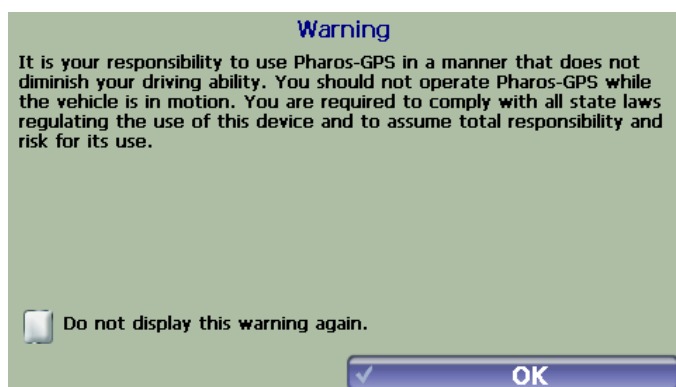 Warning
It is your responsibility to use Pharos-GPS in a manner that does not
diminish your driving ability. You should not operate Pharos-GPS while
the vehicle is in motion. You are required to comply with all state laws
regulating the use of this device and to assume total responsibility and
risk for its use.
Do not display this warning again.
OK